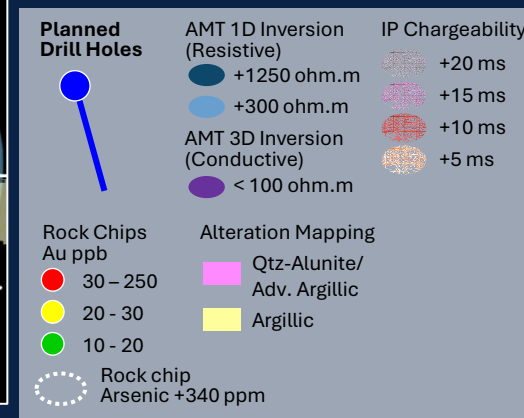 Planned
Drill Holes
AMT 1D Inversion
(Resistive)
+1250 ohm.m
+300 ohm.m
AMT 3D Inversion
(Conductive)
< 100 ohm.m
IP Chargeability
+20 ms
+15 ms
+10 ms
+5 ms
Rock Chips
Au ppb
30 – 250
20 - 30
10 - 20
Rock chip
Arsenic +340 ppm
Alteration Mapping
Qtz-Alunite/
Adv. Argillic
Argillic